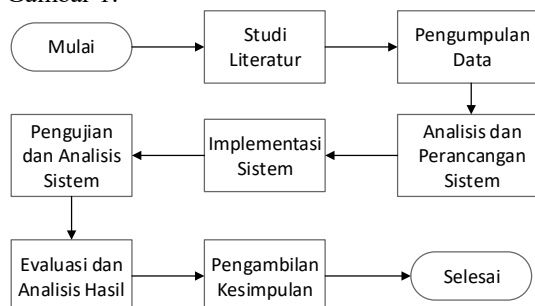 Gambar 1.
Mulai
Studi
Literatur
Pengumpulan
Data
Analisis dan
Perancangan
Sistem
Implementasi
Sistem
Pengujian
dan Analisis
Sistem
Evaluasi dan
Analisis Hasil
Pengambilan
Kesimpulan
Selesai